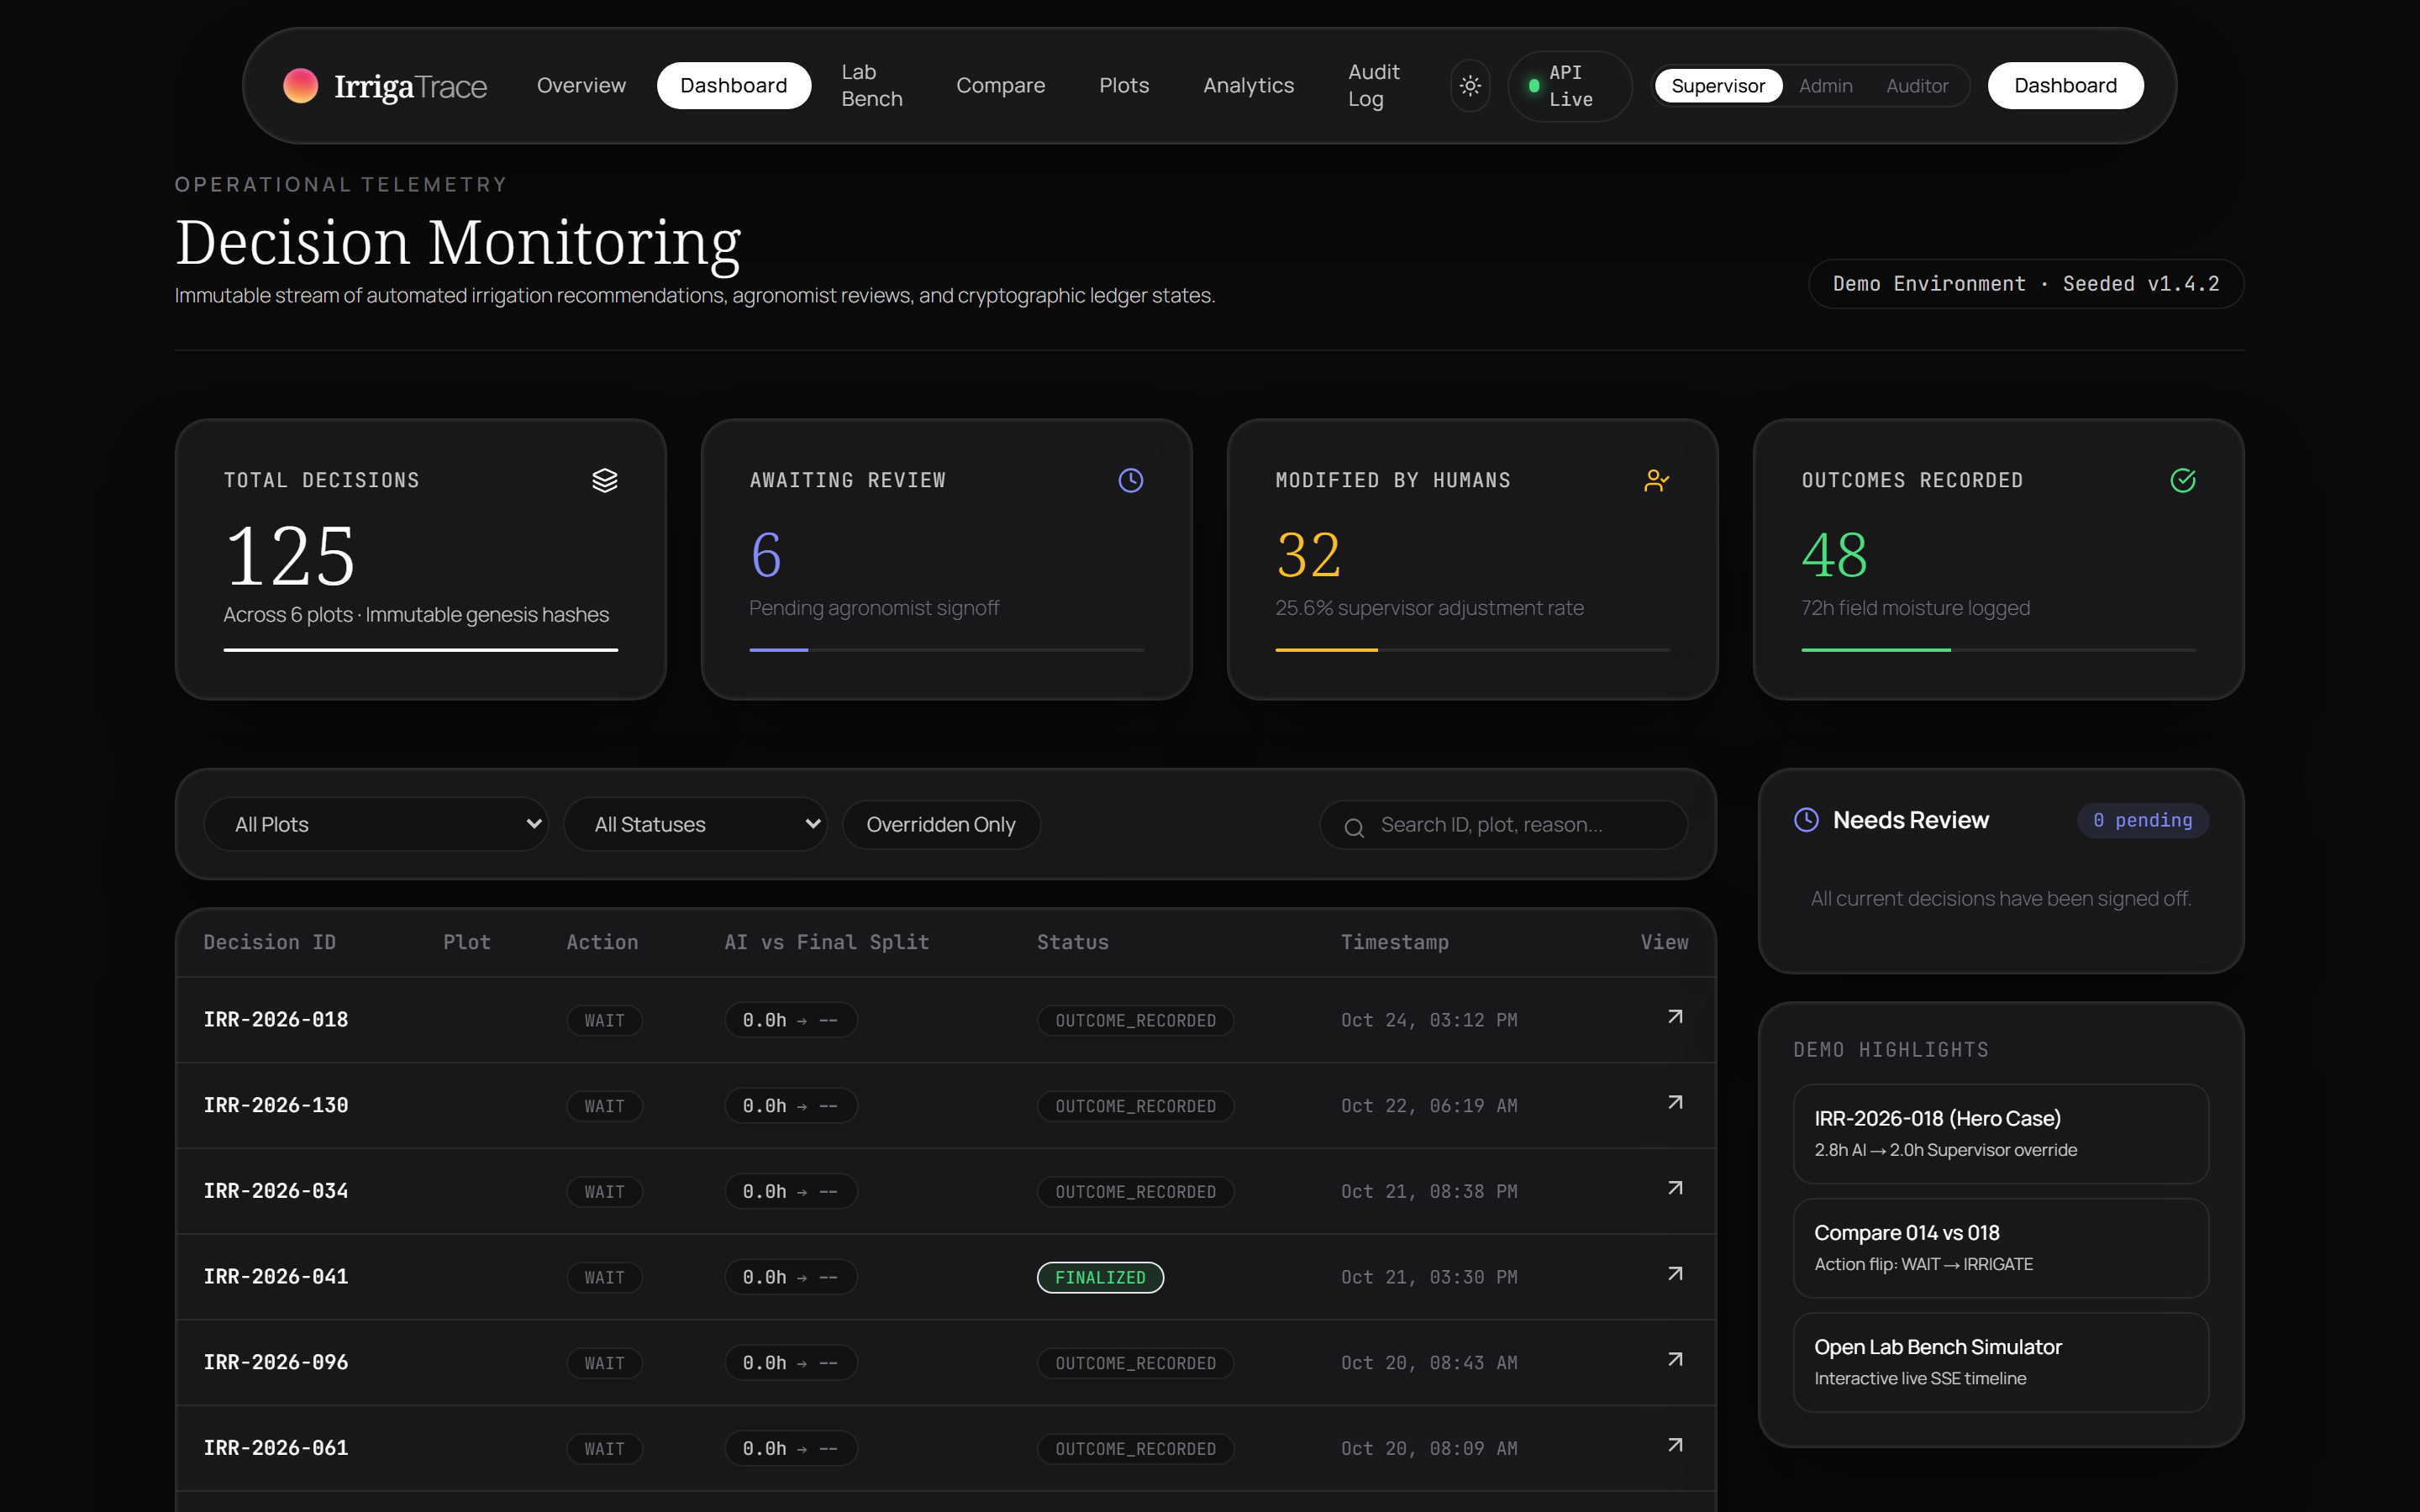 IrrigaTrace Overview Dashboard Lab Bench Compare Plots Analytics Audit Log API Live Supervisor Admin Auditor Dashboard
OPERATIONAL TELEMETRY
Decision Monitoring
Immutable stream of automated irrigation recommendations, agronomist reviews, and cryptographic ledger states.
Demo Environment · Seeded v1.4.2
TOTAL DECISIONS
125
Across 6 plots · Immutable genesis hashes
AWAITING REVIEW
6
Pending agronomist signoff
MODIFIED BY HUMANS
32
25.6% supervisor adjustment rate
OUTCOMES RECORDED
48
72h field moisture logged
All Plots All Statuses Overridden Only Search ID, plot, reason...
Decision ID Plot Action AI vs Final Split Status Timestamp View
IRR-2026-018 WAIT 0.0h → -- OUTCOME_RECORDED Oct 24, 03:12 PM
IRR-2026-130 WAIT 0.0h → -- OUTCOME_RECORDED Oct 22, 06:19 AM
IRR-2026-034 WAIT 0.0h → -- OUTCOME_RECORDED Oct 21, 08:38 PM
IRR-2026-041 WAIT 0.0h → -- FINALIZED Oct 21, 03:30 PM
IRR-2026-096 WAIT 0.0h → -- OUTCOME_RECORDED Oct 20, 08:43 AM
IRR-2026-061 WAIT 0.0h → -- OUTCOME_RECORDED Oct 20, 08:09 AM
Needs Review 0 pending
All current decisions have been signed off.
DEMO HIGHLIGHTS
IRR-2026-018 (Hero Case)
2.8h AI → 2.0h Supervisor override
Compare 014 vs 018
Action flip: WAIT → IRRIGATE
Open Lab Bench Simulator
Interactive live SSE timeline